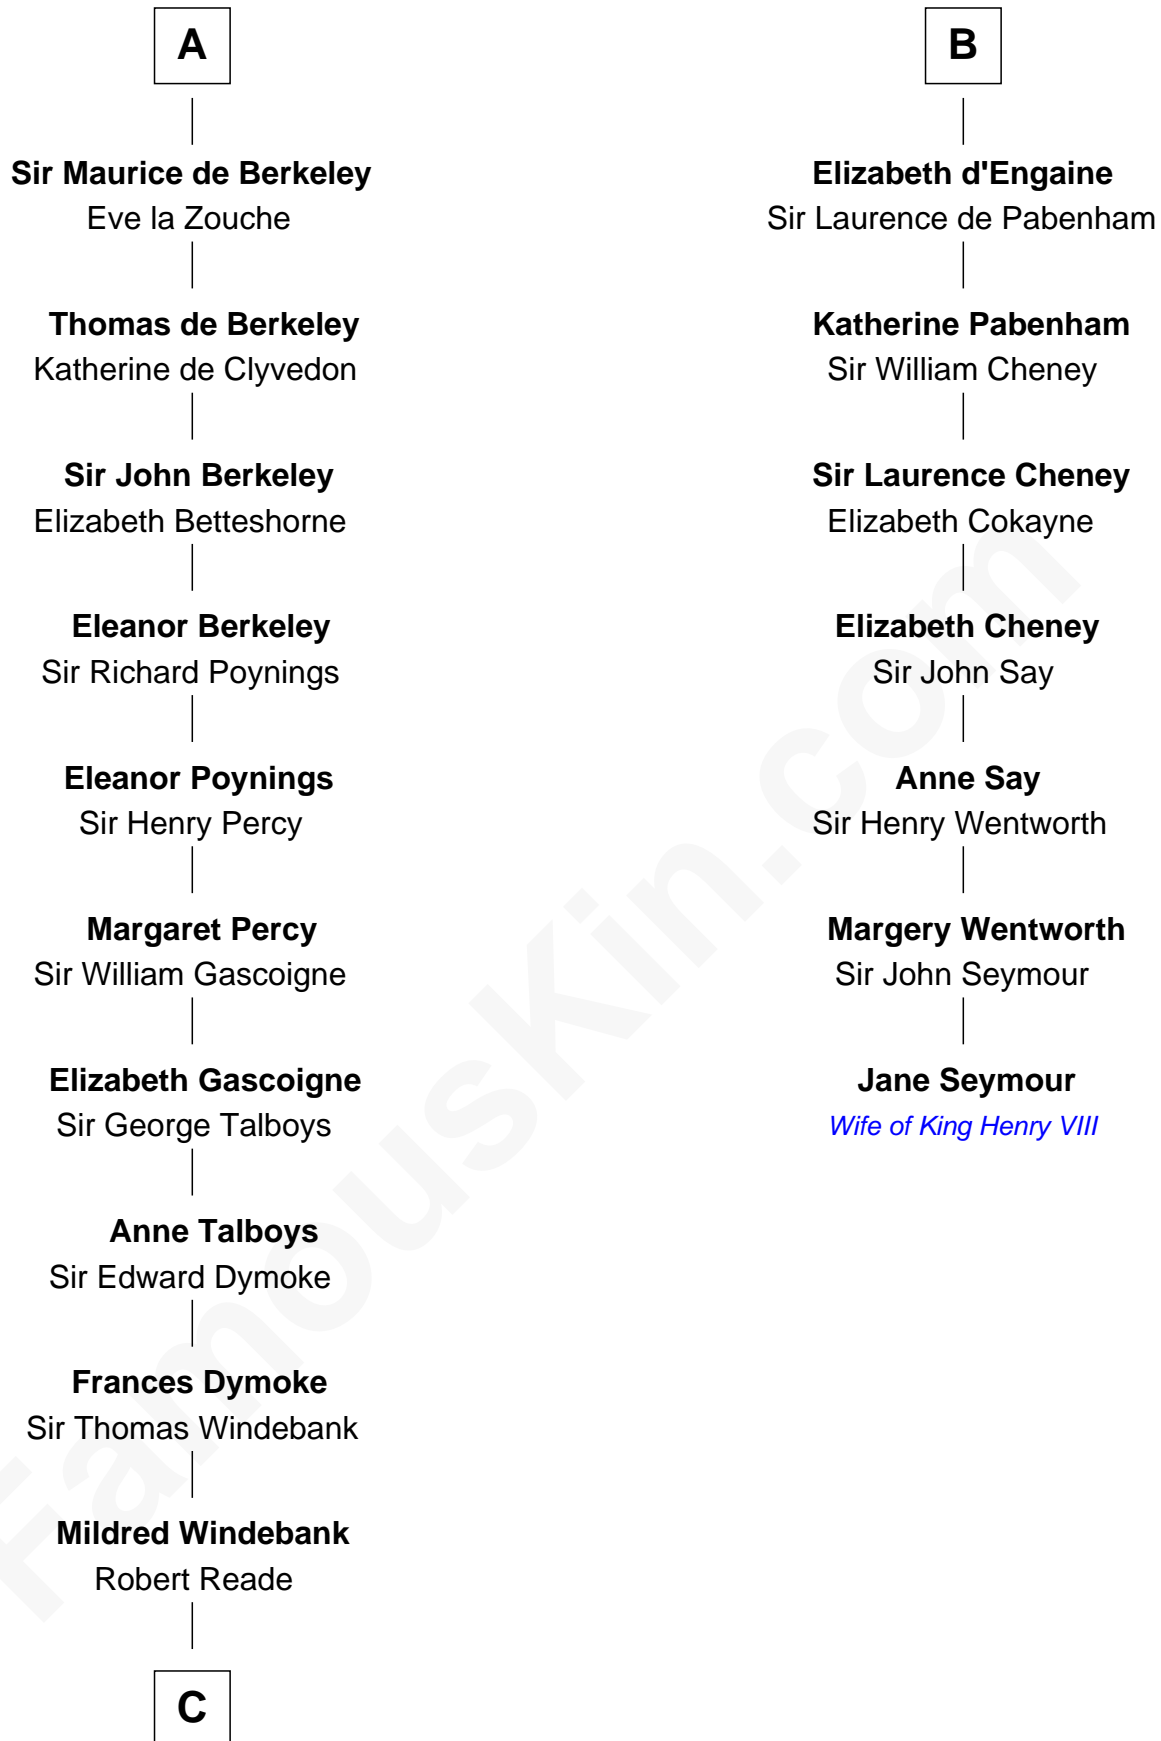 A
Sir Maurice de Berkeley
Eve la Zouche
Thomas de Berkeley
Katherine de Clyvedon
Sir John Berkeley
Elizabeth Betteshorne
Eleanor Berkeley
Sir Richard Poynings
Eleanor Poynings
Sir Henry Percy
Margaret Percy
Sir William Gascoigne
Elizabeth Gascoigne
Sir George Talboys
Anne Talboys
Sir Edward Dymoke
Frances Dymoke
Sir Thomas Windebank
Mildred Windebank
Robert Reade
C
B
Elizabeth d'Engaine
Sir Laurence de Pabenham
Katherine Pabenham
Sir William Cheney
Sir Laurence Cheney
Elizabeth Cokayne
Elizabeth Cheney
Sir John Say
Anne Say
Sir Henry Wentworth
Margery Wentworth
Sir John Seymour
Jane Seymour
Wife of King Henry VIII
FamousKin.com